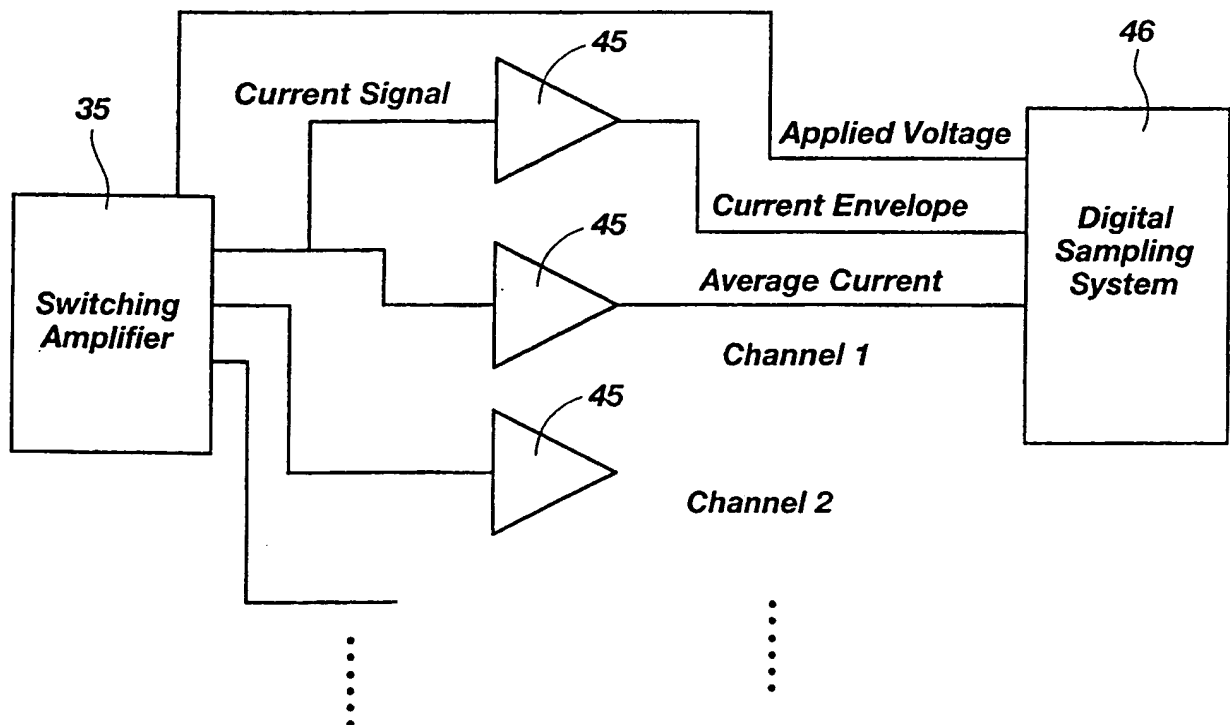 45
46
Current Signal
35
Applied Voltage
Current Envelope
45
Digital
Sampling
System
Average Current
Switching
Amplifier
Channel 1
45
Channel 2